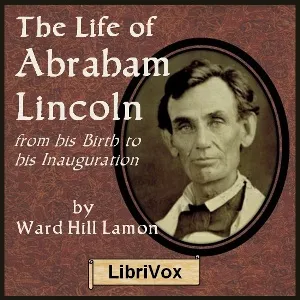 The Life of
Abraham
Lincoln
from his Birth to
his Inauguration
by
Ward Hill Lamon
LibriVox